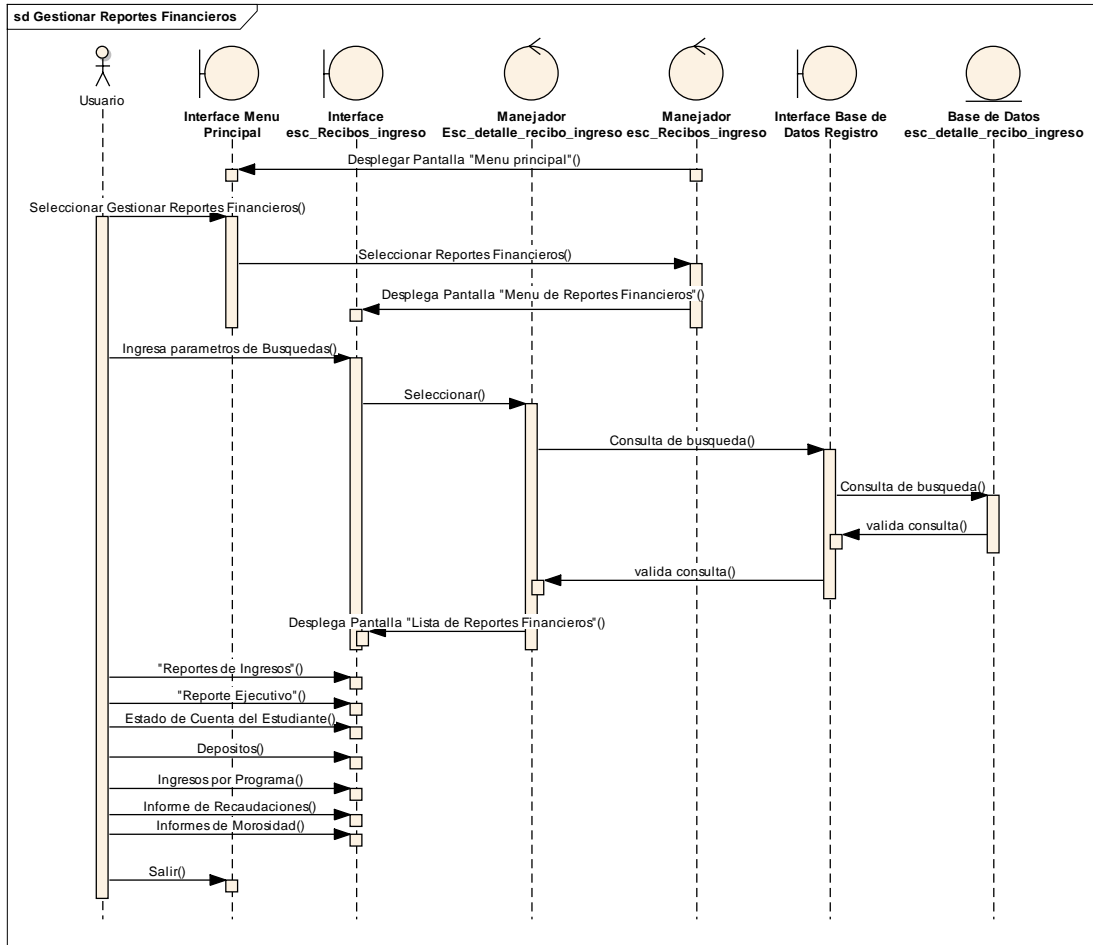 sd Gestionar Reportes Financieros
Usuario
Interface Menu
Principal
Interface
esc_Recibos_ingreso
Manejador
Esc_detalle_recibo_ingreso
Manejador
esc_Recibos_ingreso
Interface Base de
Datos Registro
Base de Datos
esc_detalle_recibo_ingreso
Desplegar Pantalla "Menu principal"()
Seleccionar Gestionar Reportes Financieros()
Seleccionar Reportes Financieros()
Desplega Pantalla "Menu de Reportes Financieros"()
Ingresa parametros de Busquedas()
Seleccionar()
Consulta de busqueda()
Consulta de busqueda()
valida consulta()
valida consulta()
Desplega Pantalla "Lista de Reportes Financieros"()
"Reportes de Ingresos"()
"Reporte Ejecutivo"()
Estado de Cuenta del Estudiante()
Depositos()
Ingresos por Programa()
Informe de Recaudaciones()
Informes de Morosidad()
Salir()